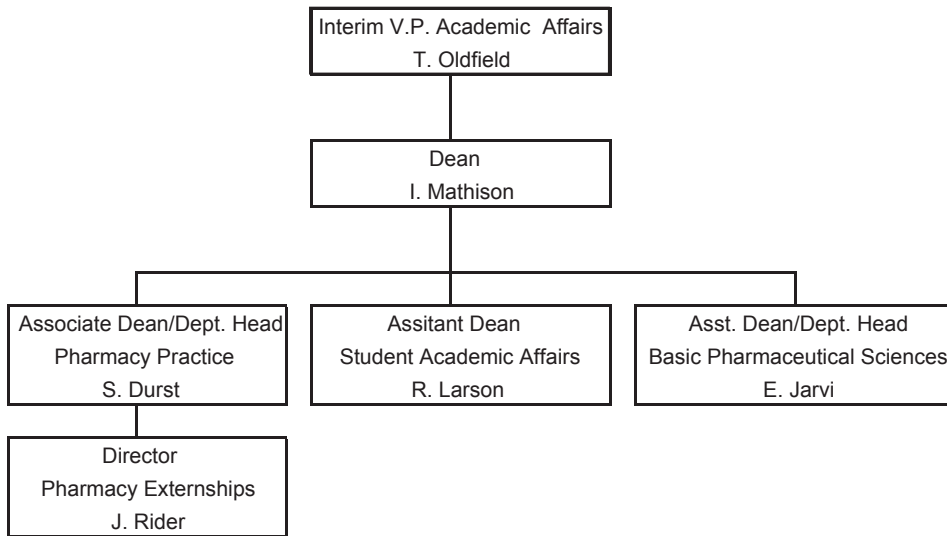 Interim V.P. Academic Affairs
T. Oldfield
Dean
I. Mathison
Associate Dean/Dept. Head
Pharmacy Practice
S. Durst
Assitant Dean
Student Academic Affairs
R. Larson
Asst. Dean/Dept. Head
Basic Pharmaceutical Sciences
E. Jarvi
Director
Pharmacy Externships
J. Rider